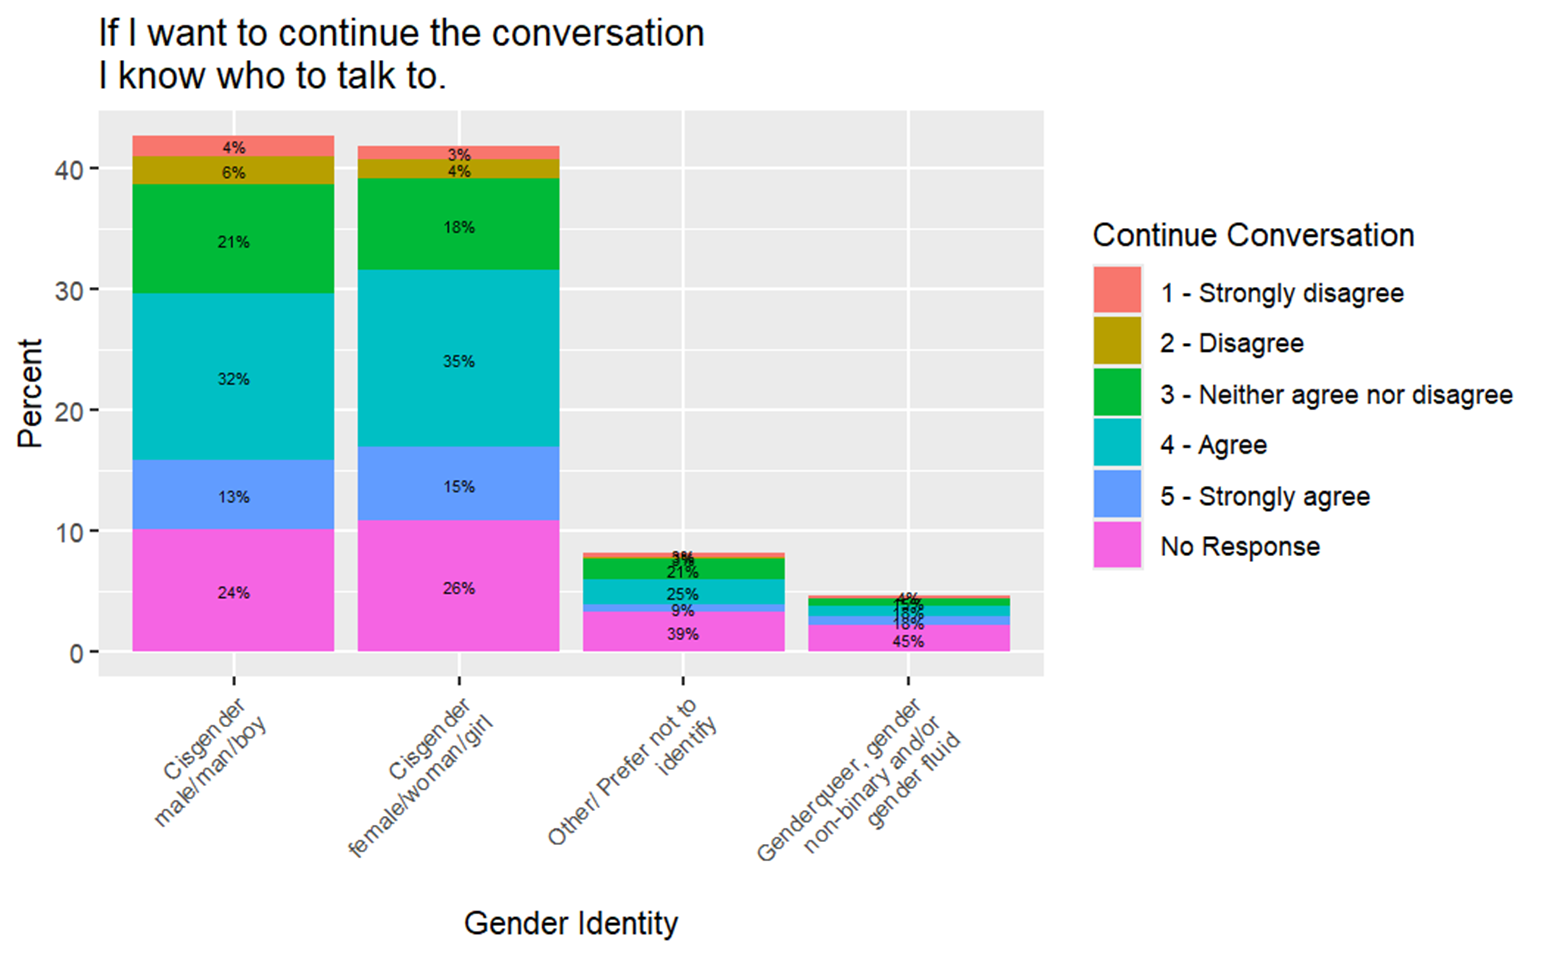 If I want to continue the conversation
I know who to talk to.
Percent
40
30
20
10
0
4%
6%
21%
32%
13%
24%
3%
4%
18%
35%
15%
26%
21%
25%
9%
39%
4%
18%
45%
Cisgender
male/man/boy
Cisgender
female/woman/girl
Other/ Prefer not to
identify
Genderqueer, gender
non-binary and/or
gender fluid
Gender Identity
Continue Conversation
1 - Strongly disagree
2 - Disagree
3 - Neither agree nor disagree
4 - Agree
5 - Strongly agree
No Response